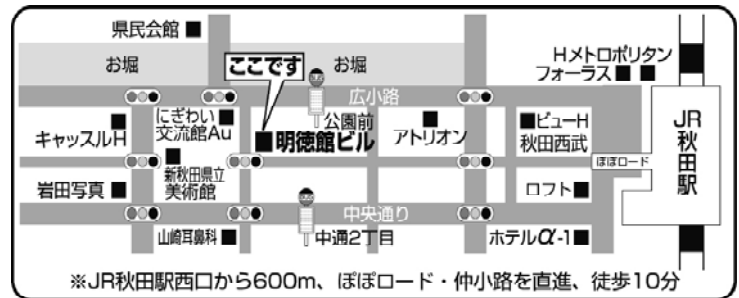 県民会館
お堀
ここです
お堀
Hメトロポリタン
フォーラス
広小路
キャッスルH
にぎわい
交流館Au
公園前
明徳館ビル
アトリオン
ビューH
秋田西武
JR秋田駅
ぽぽロード
新秋田県立
美術館
岩田写真
ロフト
中央通り
山崎耳鼻科
中通2丁目
ホテルα-1
※JR秋田駅西口から600m、ぽぽロード・仲小路を直進、徒歩10分